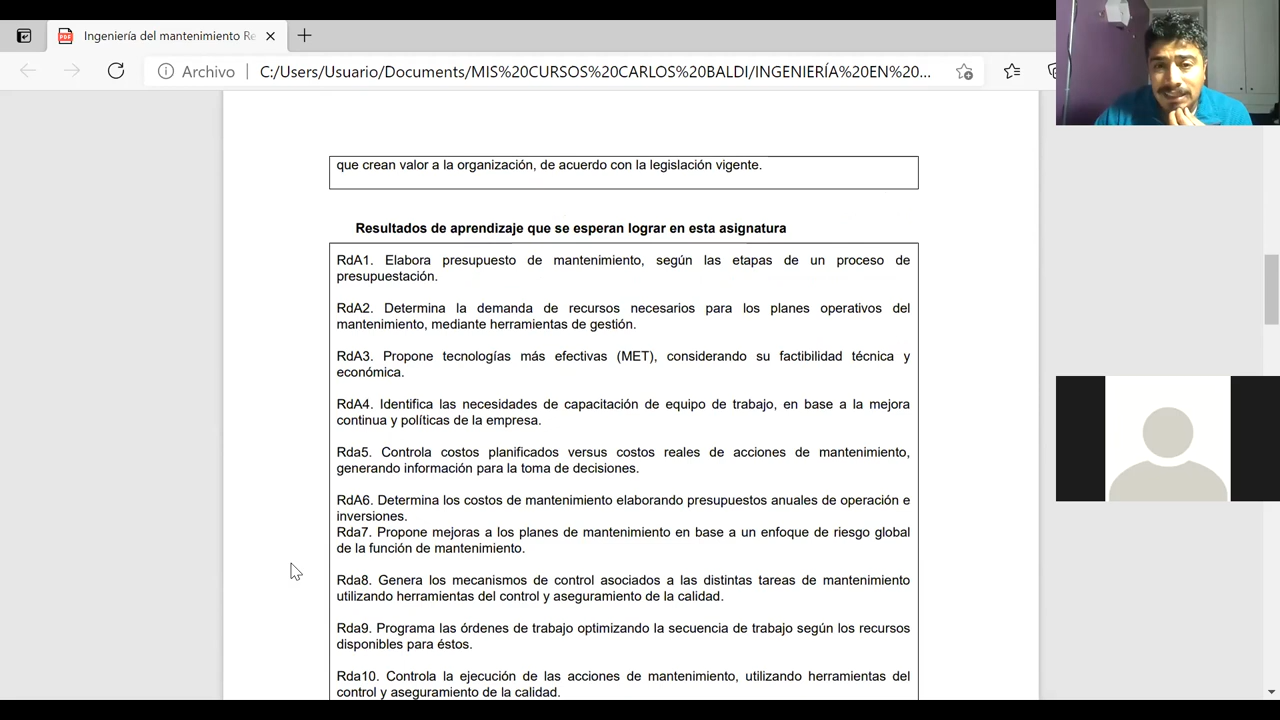 Ingeniería del mantenimiento Re
Archivo
C:/Users/Usuario/Documents/MIS%20CURSOS%20CARLOS%20BALDI/INGENIERÍA%20EN%20...
que crean valor a la organización, de acuerdo con la legislación vigente.
Resultados de aprendizaje que se esperan lograr en esta asignatura
RdA1. Elabora presupuesto de mantenimiento, según las etapas de un proceso de
presupuestación.
RdA2. Determina la demanda de recursos necesarios para los planes operativos del
mantenimiento, mediante herramientas de gestión.
RdA3. Propone tecnologías más efectivas (MET), considerando su factibilidad técnica y
económica.
RdA4. Identifica las necesidades de capacitación de equipo de trabajo, en base a la mejora
continua y políticas de la empresa.
Rda5. Controla costos planificados versus costos reales de acciones de mantenimiento,
generando información para la toma de decisiones.
RdA6. Determina los costos de mantenimiento elaborando presupuestos anuales de operación e
inversiones.
Rda7. Propone mejoras a los planes de mantenimiento en base a un enfoque de riesgo global
de la función de mantenimiento.
Rda8. Genera los mecanismos de control asociados a las distintas tareas de mantenimiento
utilizando herramientas del control y aseguramiento de la calidad.
Rda9. Programa las órdenes de trabajo optimizando la secuencia de trabajo según los recursos
disponibles para éstos.
Rda10. Controla la ejecución de las acciones de mantenimiento, utilizando herramientas del
control y aseguramiento de la calidad.